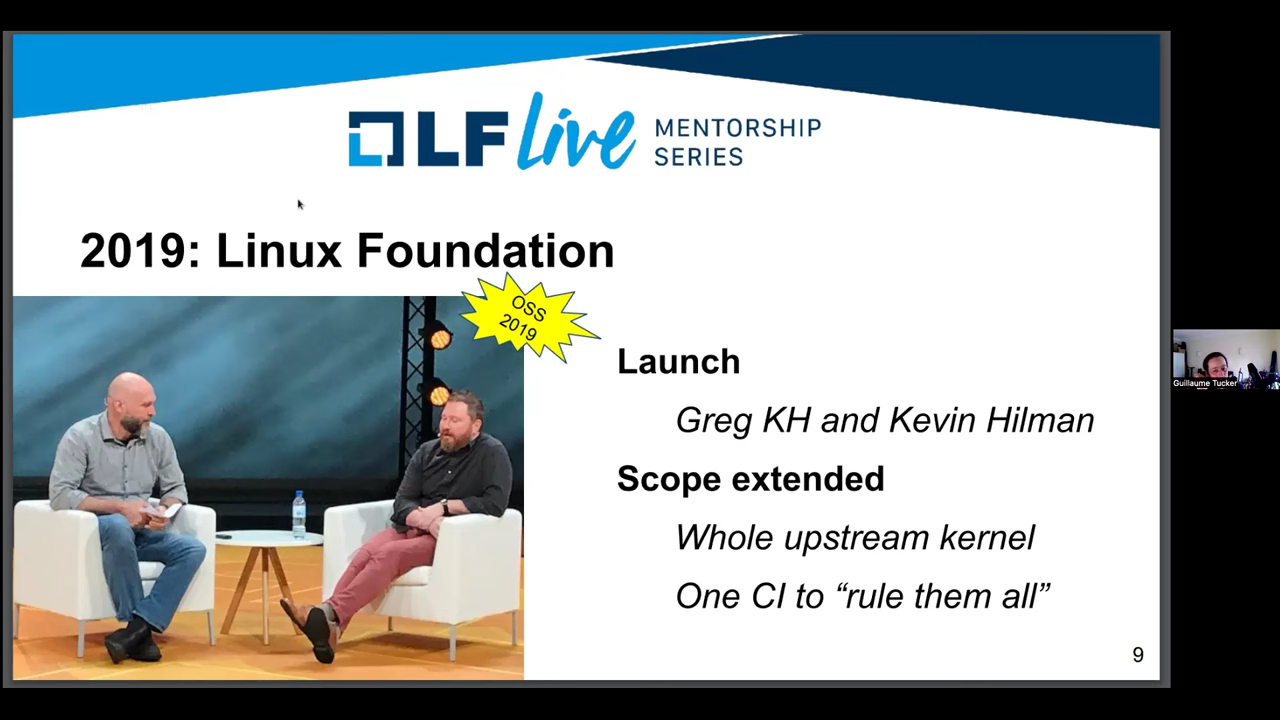 LF Live MENTORSHIP
SERIES
2019: Linux Foundation
OSS
2019
Launch
Greg KH and Kevin Hilman
Scope extended
Whole upstream kernel
One CI to “rule them all”
9
Guillaume Tucker